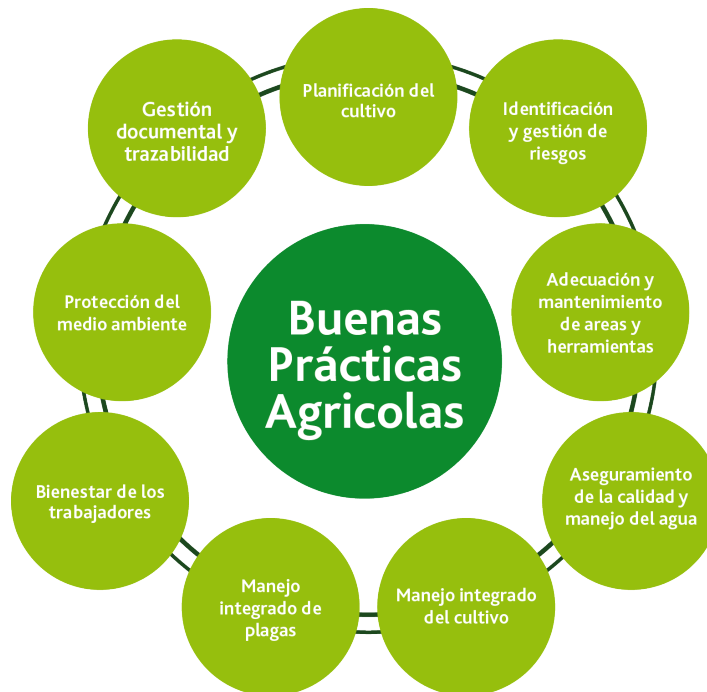 Planificación del
cultivo
Identificación
y gestión de
riesgos
Adecuación y
mantenimiento
de areas y
herramientas
Aseguramiento
de la calidad y
manejo del agua
Manejo integrado
del cultivo
Manejo
integrado de
plagas
Bienestar de los
trabajadores
Protección del
medio ambiente
Gestión
documental y
trazabilidad
Buenas
Prácticas
Agricolas